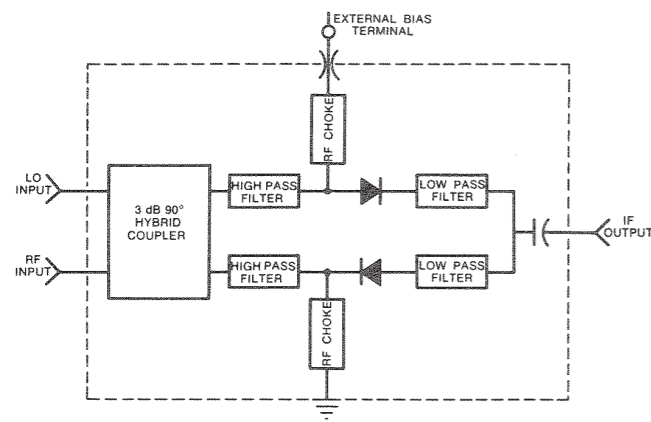 EXTERNAL BIAS
TERMINAL
RF CHOKE
LO
INPUT
3 dB 90°
HYBRID
COUPLER
HIGH PASS
FILTER
LOW PASS
FILTER
IF
OUTPUT
RF
INPUT
HIGH PASS
FILTER
LOW PASS
FILTER
RF CHOKE